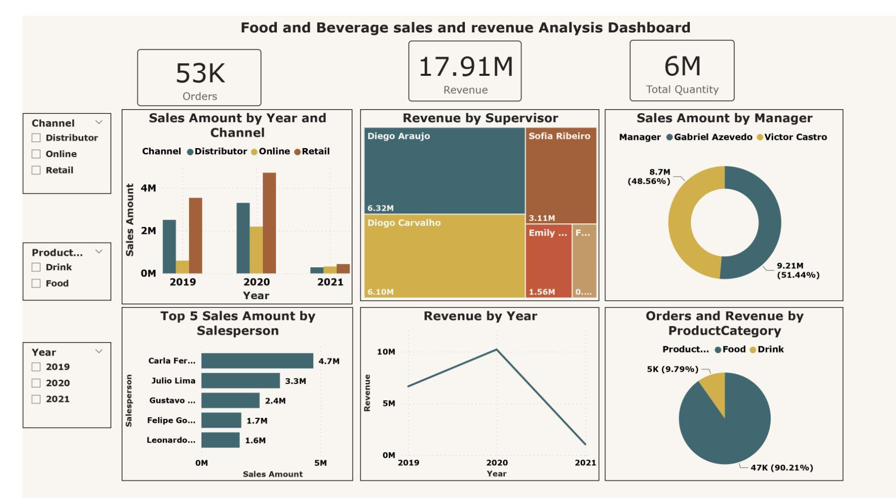 Food and Beverage sales and revenue Analysis Dashboard
53K
Orders
17.91M
Revenue
6M
Total Quantity
Channel
Distributor
Online
Retail
Product...
Drink
Food
Year
2019
2020
2021
Sales Amount by Year and
Channel
Channel Distributor Online Retail
Sales Amount
4M
2M
0M
2019 2020 2021
Year
Revenue by Supervisor
Diego Araujo
6.32M
Diogo Carvalho
6.10M
Sofia Ribeiro
3.11M
Emily ...
1.56M
F...
0....
Sales Amount by Manager
Manager Gabriel Azevedo Victor Castro
8.7M
(48.56%)
9.21M
(51.44%)
Top 5 Sales Amount by
Salesperson
Salesperson
Carla Fer... 4.7M
Julio Lima 3.3M
Gustavo ... 2.4M
Felipe Go... 1.7M
Leonardo... 1.6M
0M 5M
Sales Amount
Revenue by Year
Revenue
10M
5M
0M
2019 2020 2021
Year
Orders and Revenue by
ProductCategory
Product... Food Drink
5K (9.79%)
47K (90.21%)